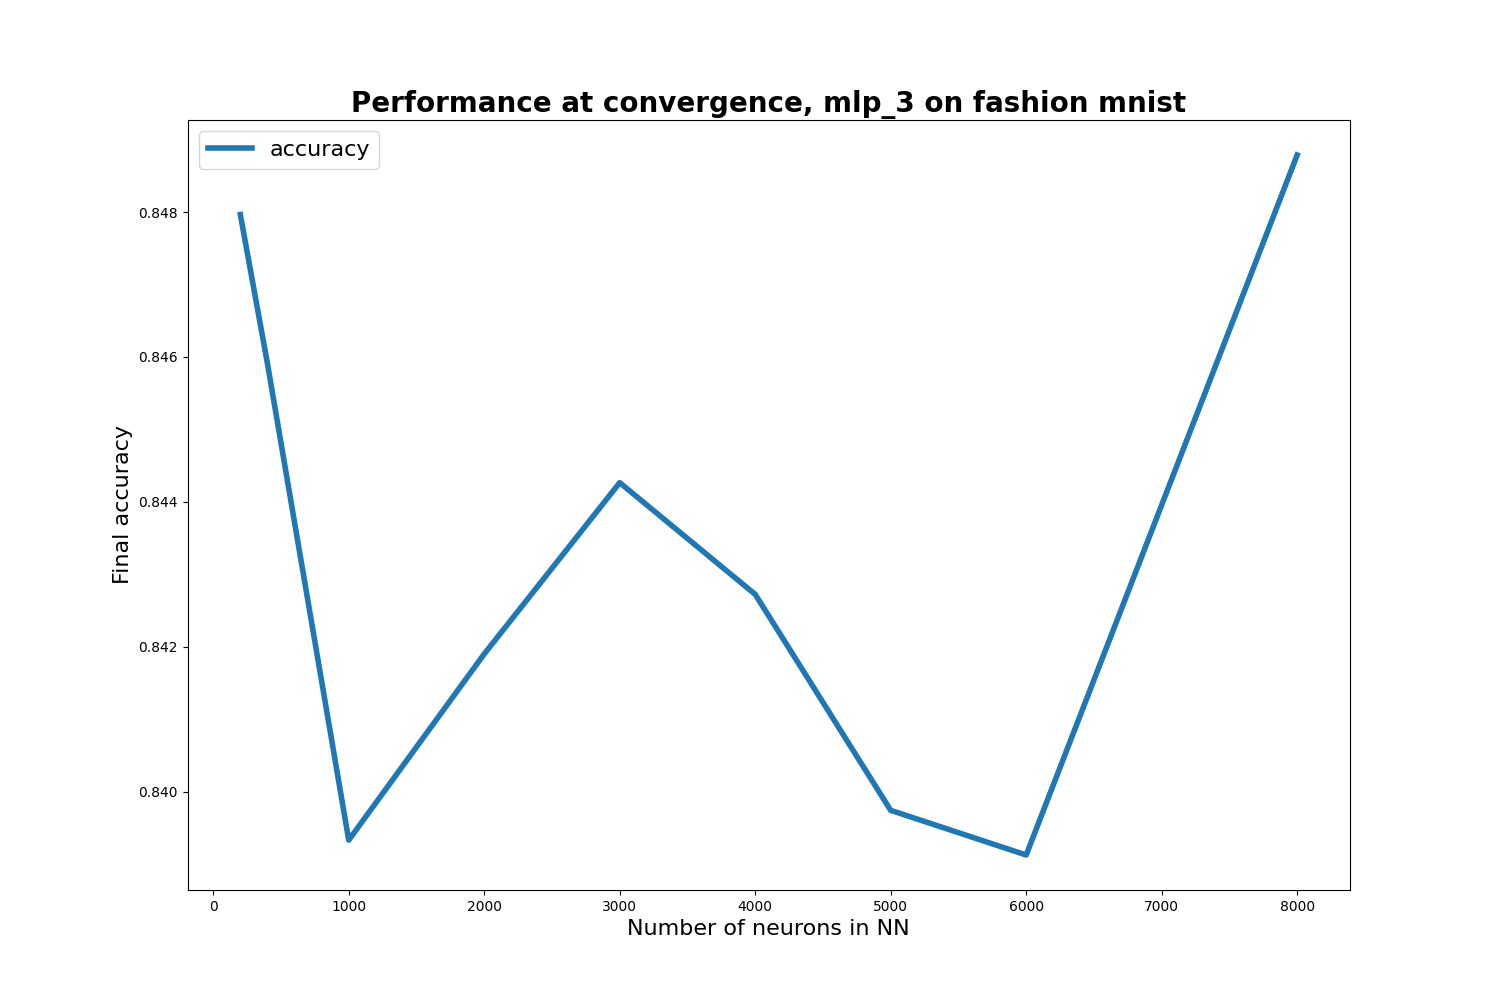 Performance at convergence, mlp_3 on fashion mnist
accuracy
Final accuracy
0.848
0.846
0.844
0.842
0.840
0 1000 2000 3000 4000 5000 6000 7000 8000
Number of neurons in NN